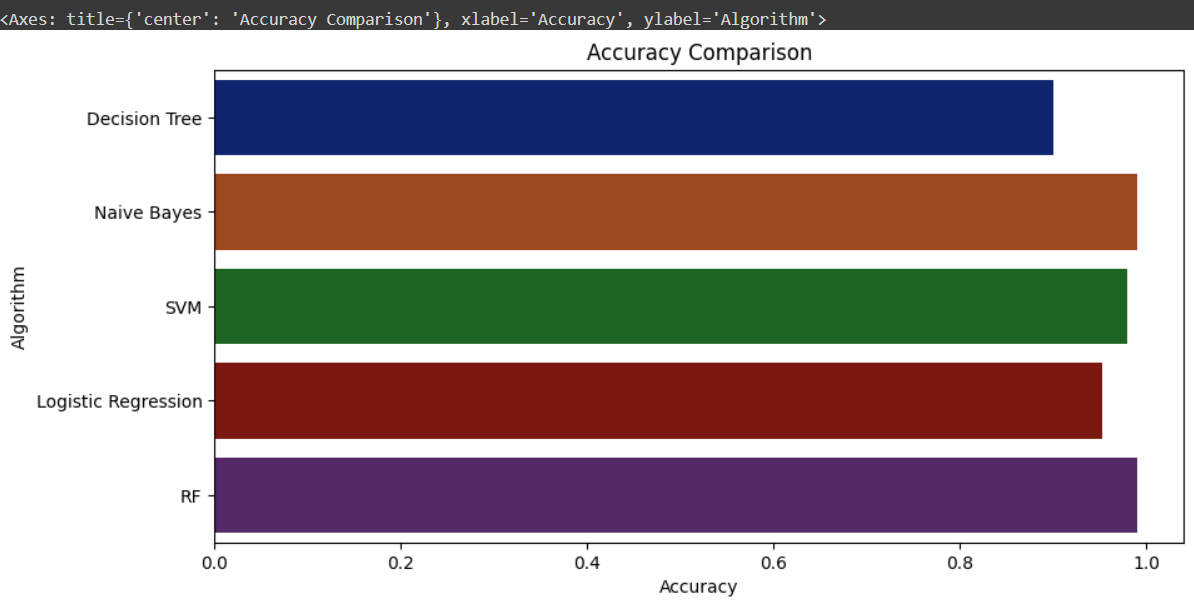 <Axes: title={'center': 'Accuracy Comparison'}, xlabel='Accuracy', ylabel='Algorithm'>
Accuracy Comparison
Decision Tree
Naive Bayes
SVM
Logistic Regression
RF
Algorithm
0.0 0.2 0.4 0.6 0.8 1.0
Accuracy